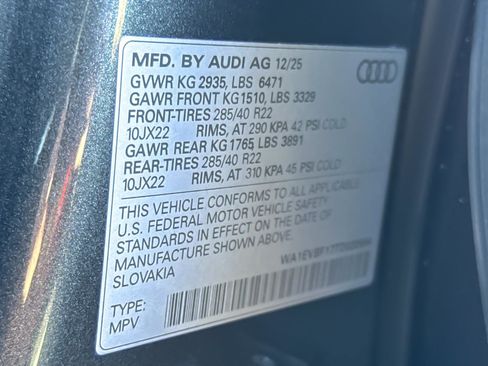 MFD. BY AUDI AG 12/25
GVWR KG 2935, LBS 6471
GAWR FRONT KG1510, LBS 3329
FRONT-TIRES 285/40 R22
10JX22 RIMS, AT 290 KPA 42 PSI COLD
GAWR REAR KG1765, LBS 3891
REAR-TIRES 285/40 R22
10JX22 RIMS, AT 310 KPA 45 PSI COLD
THIS VEHICLE CONFORMS TO ALL APPLICABLE
U.S. FEDERAL MOTOR VEHICLE SAFETY
STANDARDS IN EFFECT ON THE DATE OF
MANUFACTURE SHOWN ABOVE.
SLOVAKIA
TYPE:
MPV